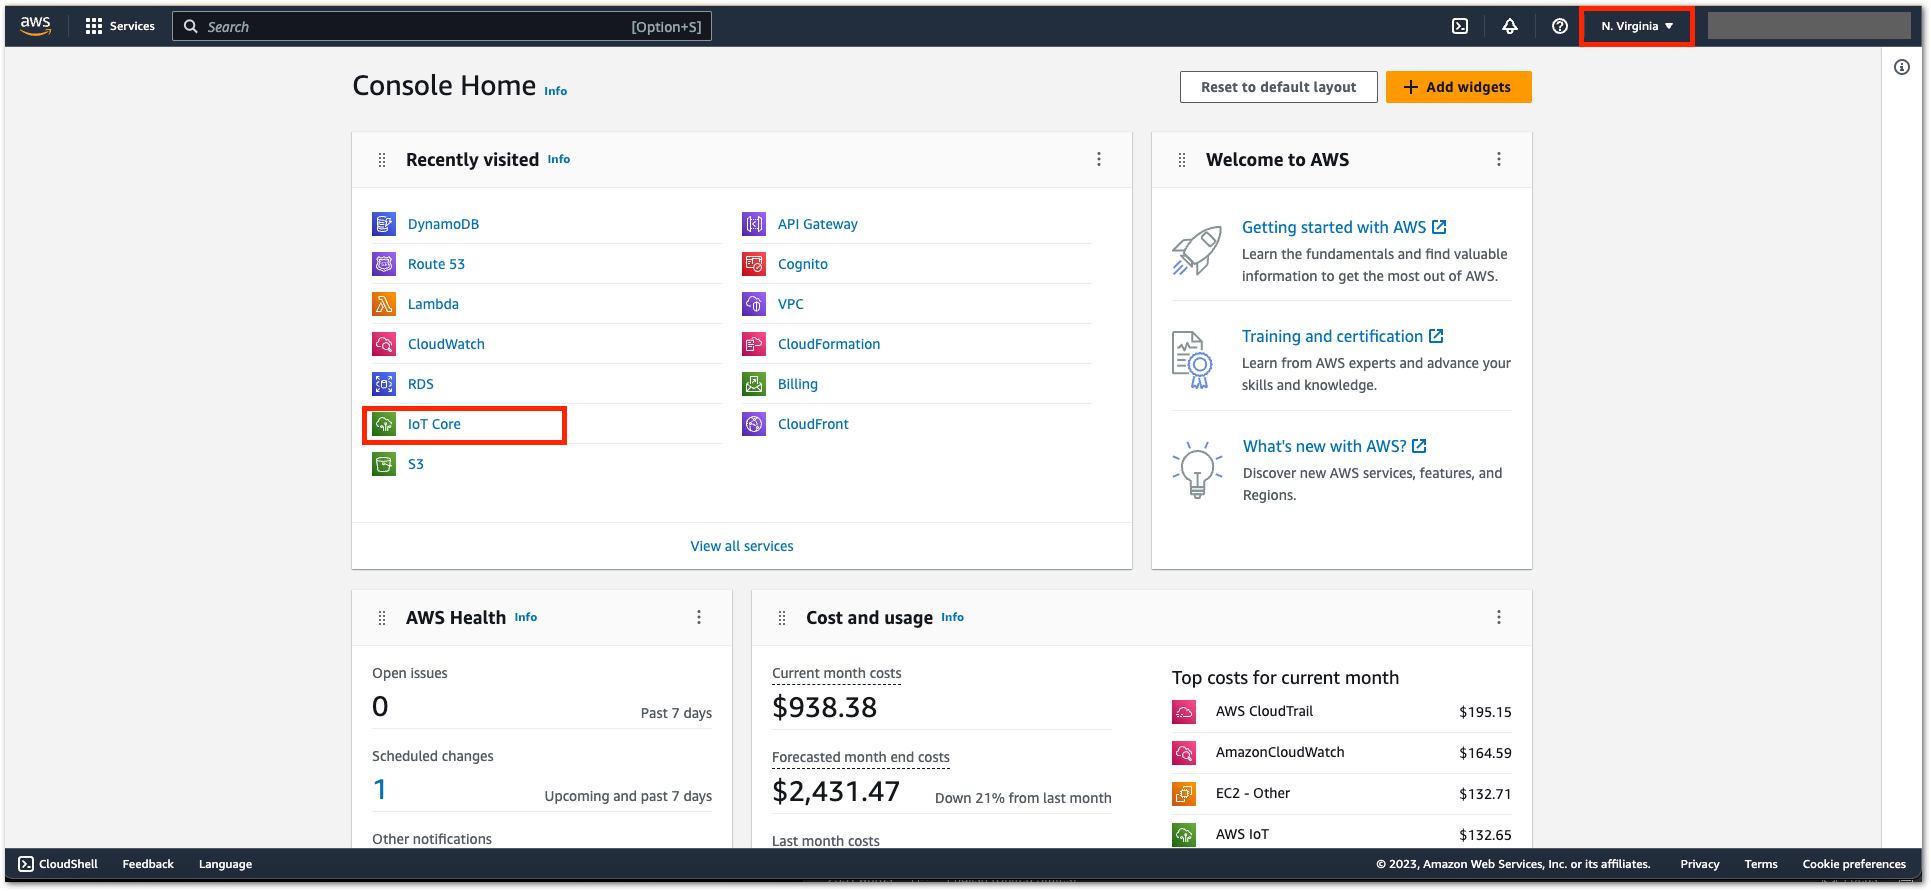 aws
Services
Search [Option+S]
N. Virginia
Console Home Info
Reset to default layout
Add widgets
Recently visited Info
DynamoDB
Route 53
Lambda
CloudWatch
RDS
IoT Core
S3
API Gateway
Cognito
VPC
CloudFormation
Billing
CloudFront
View all services
Welcome to AWS
Getting started with AWS
Learn the fundamentals and find valuable
information to get the most out of AWS.
Training and certification
Learn from AWS experts and advance your
skills and knowledge.
What's new with AWS?
Discover new AWS services, features, and
Regions.
AWS Health Info
Open issues
0 Past 7 days
Scheduled changes
1 Upcoming and past 7 days
Other notifications
Cost and usage Info
Current month costs
$938.38
Forecasted month end costs
$2,431.47 Down 21% from last month
Last month costs
Top costs for current month
AWS CloudTrail $195.15
AmazonCloudWatch $164.59
EC2 - Other $132.71
AWS IoT $132.65
CloudShell Feedback Language
© 2023, Amazon Web Services, Inc. or its affiliates. Privacy Terms Cookie preferences